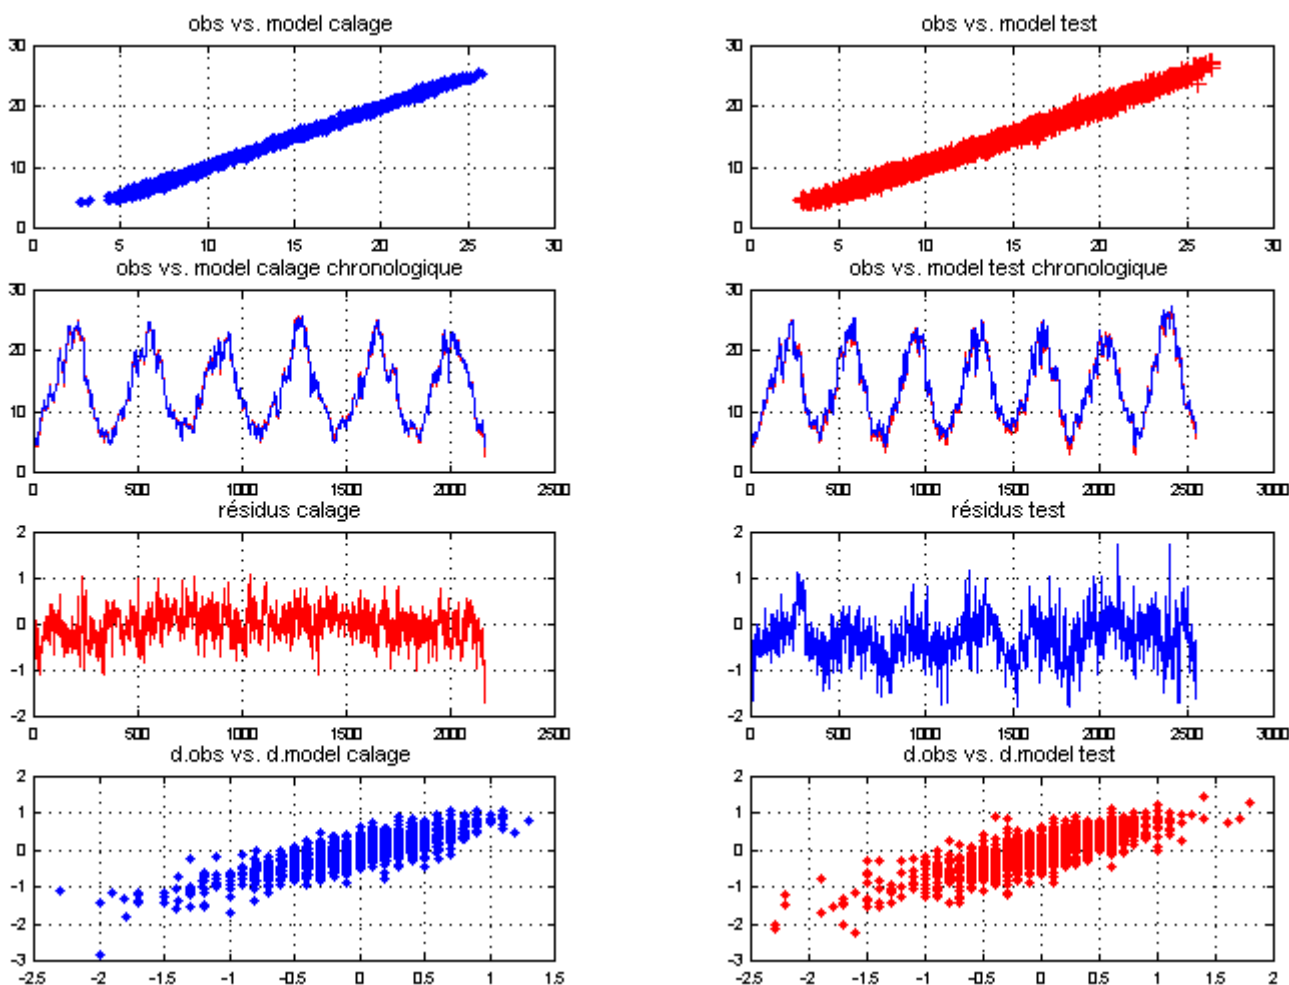 obs vs. model calage
30
20
10
0
0 5 10 15 20 25 30
obs vs. model test
30
20
10
0
0 5 10 15 20 25 30
obs vs. model calage chronologique
30
20
10
0
0 500 1000 1500 2000 2500
obs vs. model test chronologique
30
20
10
0
0 500 1000 1500 2000 2500 3000
résidus calage
2
1
0
-1
-2
0 500 1000 1500 2000 2500
résidus test
2
1
0
-1
-2
0 500 1000 1500 2000 2500 3000
d.obs vs. d.model calage
2
1
0
-1
-2
-3
-2.5 -2 -1.5 -1 -0.5 0 0.5 1 1.5
d.obs vs. d.model test
2
1
0
-1
-2
-3
-2.5 -2 -1.5 -1 -0.5 0 0.5 1 1.5 2